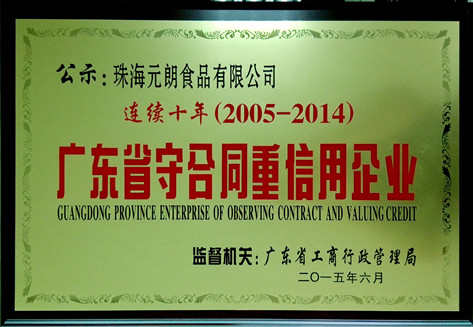 公示：珠海元朗食品有限公司
连续十年(2005-2014)
广东省守合同重信用企业
GUANGDONG PROVINCE ENTERPRISE OF OBSERVING CONTRACT AND VALUING CREDIT
监督机关：广东省工商行政管理局
二〇一五年六月